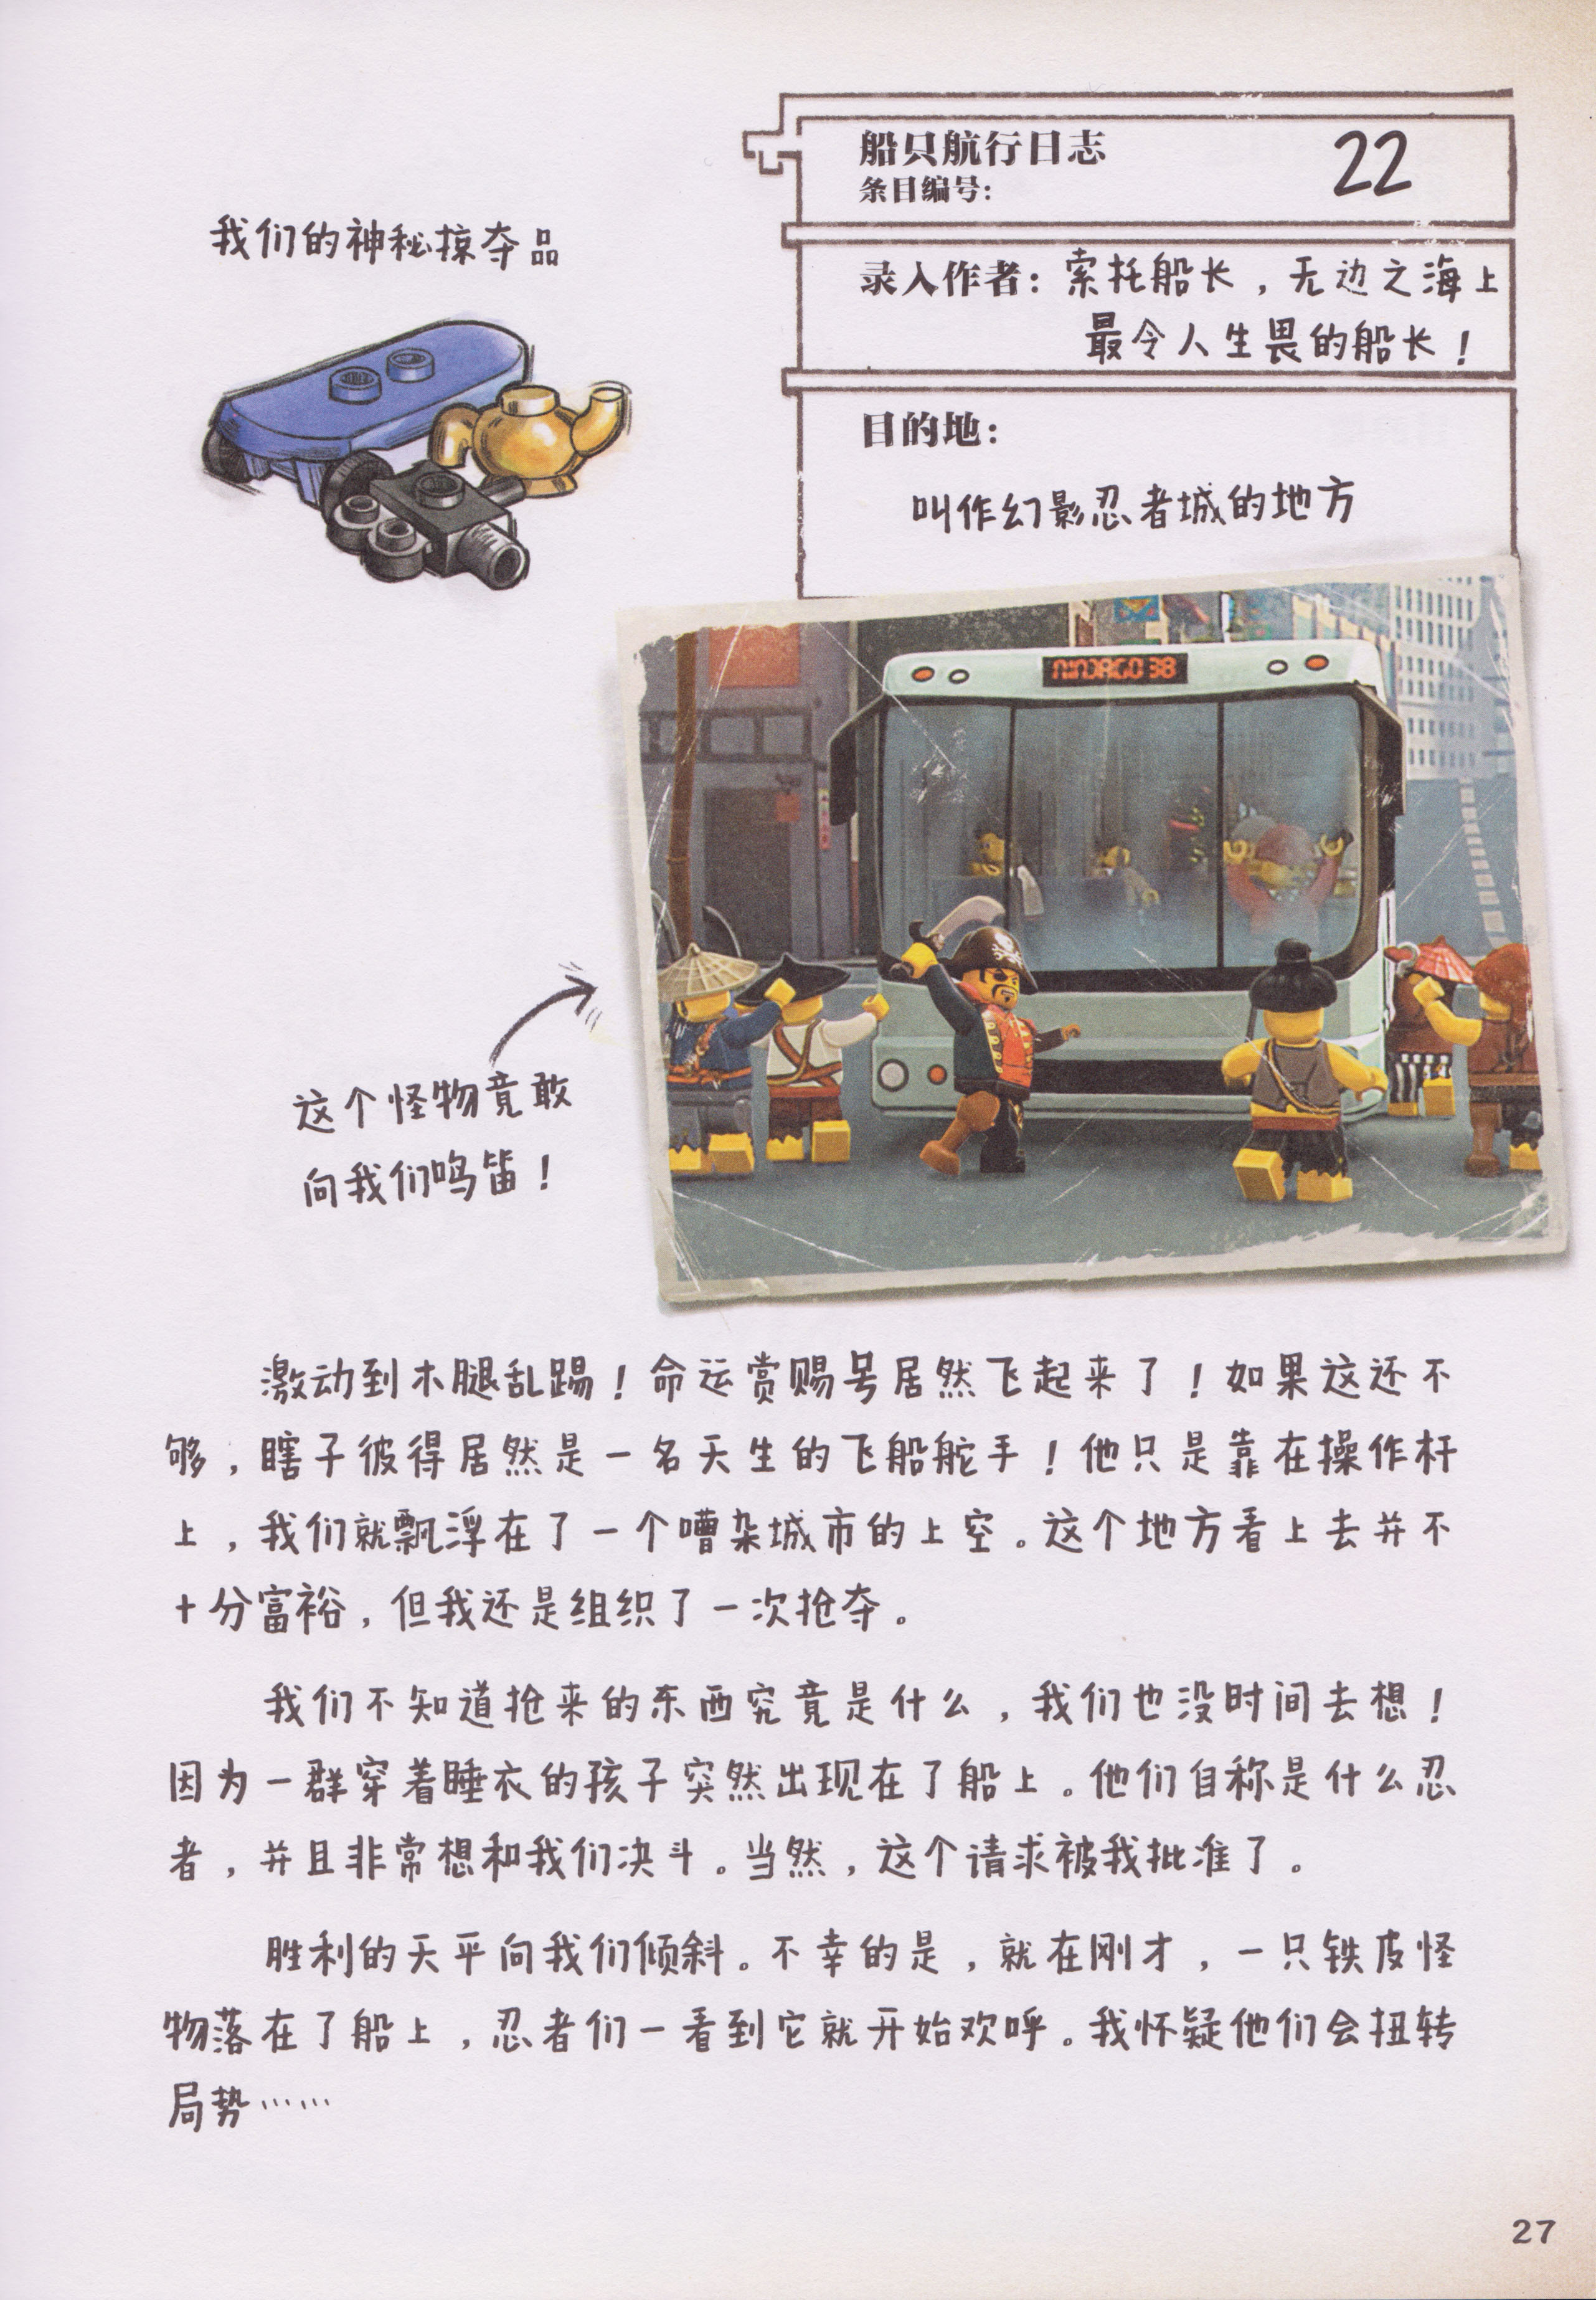 船只航行日志
条目编号：
22
录入作者：索托船长，无边之海上
最令人生畏的船长！
目的地：
叫作幻影忍者城的地方
我们的神秘掠夺品
NINJAGO 38
这个怪物竟敢
向我们鸣笛！
激动到木腿乱踢！命运赏赐号居然飞起来了！如果这还不
够，瞎子彼得居然是一名天生的飞船舵手！他只是靠在操作杆
上，我们就飘浮在了一个嘈杂城市的上空。这个地方看上去并不
十分富裕，但我还是组织了一次抢夺。
我们不知道抢来的东西究竟是什么，我们也没时间去想！
因为一群穿着睡衣的孩子突然出现在了船上。他们自称是什么忍
者，并且非常想和我们决斗。当然，这个请求被我批准了。
胜利的天平向我们倾斜。不幸的是，就在刚才，一只铁皮怪
物落在了船上，忍者们一看到它就开始欢呼。我怀疑他们会扭转
局势……
27